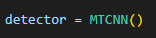 detector = MTCNN()